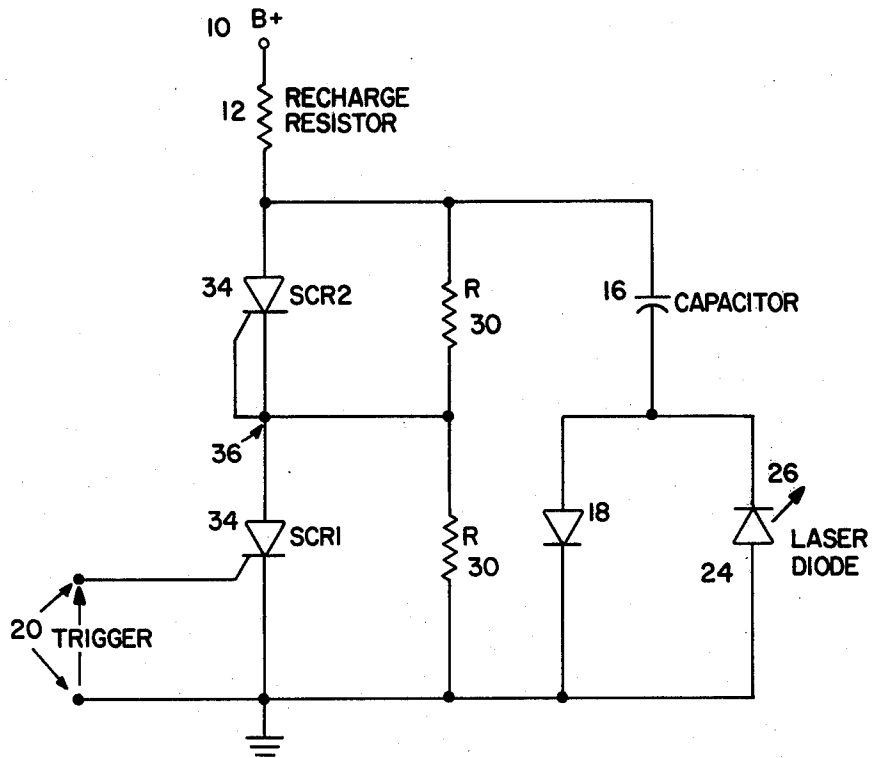 10 B+
12 RECHARGE
RESISTOR
34 SCR2
R
30
16 CAPACITOR
36
34 SCR1
R
30
18
26
24 LASER
DIODE
20 TRIGGER